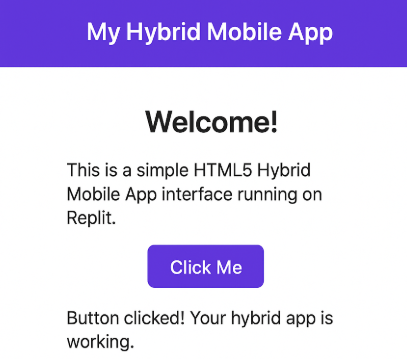 My Hybrid Mobile App
Welcome!
This is a simple HTML5 Hybrid
Mobile App interface running on
Replit.
Click Me
Button clicked! Your hybrid app is
working.